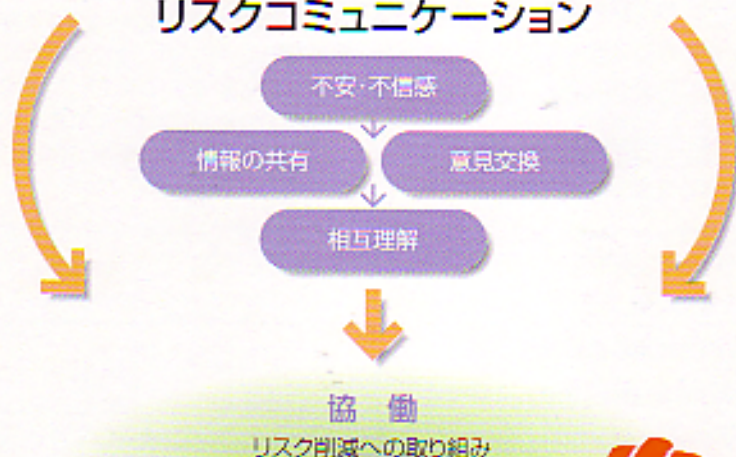 リスクコミュニケーション
不安・不信感
情報の共有
意見交換
相互理解
協 働
リスク削減への取り組み